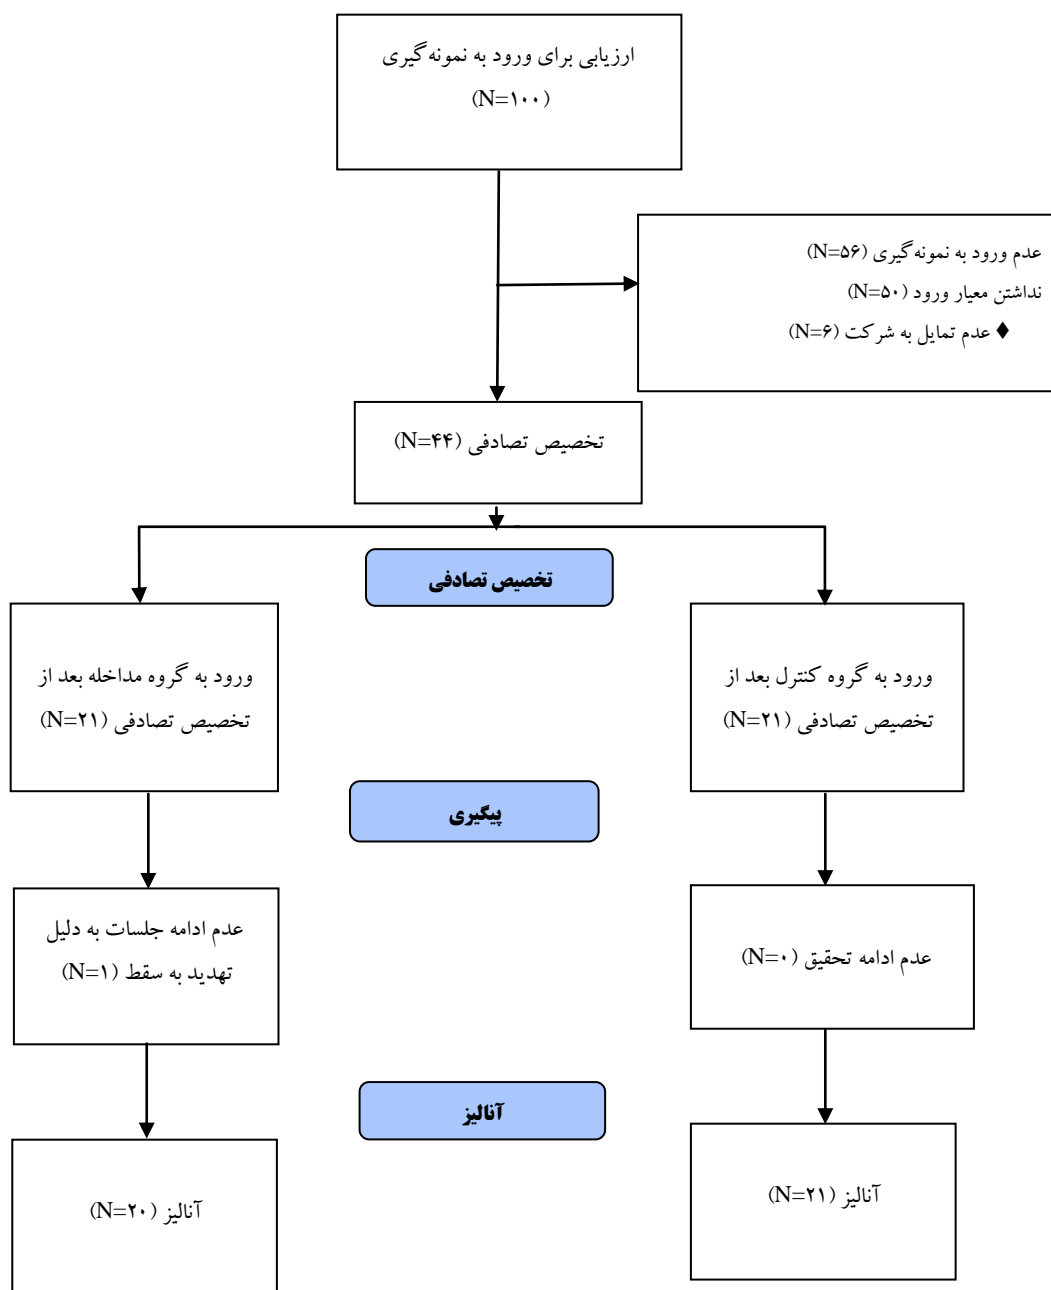 ارزیابی برای ورود به نمونه‌گیری
(N=۱۰۰)
عدم ورود به نمونه‌گیری (N=۵۶)
نداشتن معیار ورود (N=۵۰)
♦ عدم تمایل به شرکت (N=۶)
تخصیص تصادفی (N=۴۴)
تخصیص تصادفی
ورود به گروه کنترل بعد از
تخصیص تصادفی (N=۲۱)
ورود به گروه مداخله بعد از
تخصیص تصادفی (N=۲۱)
پیگیری
عدم ادامه تحقیق (N=۰)
عدم ادامه جلسات به دلیل
تهدید به سقط (N=۱)
آنالیز
آنالیز (N=۲۱)
آنالیز (N=۲۰)